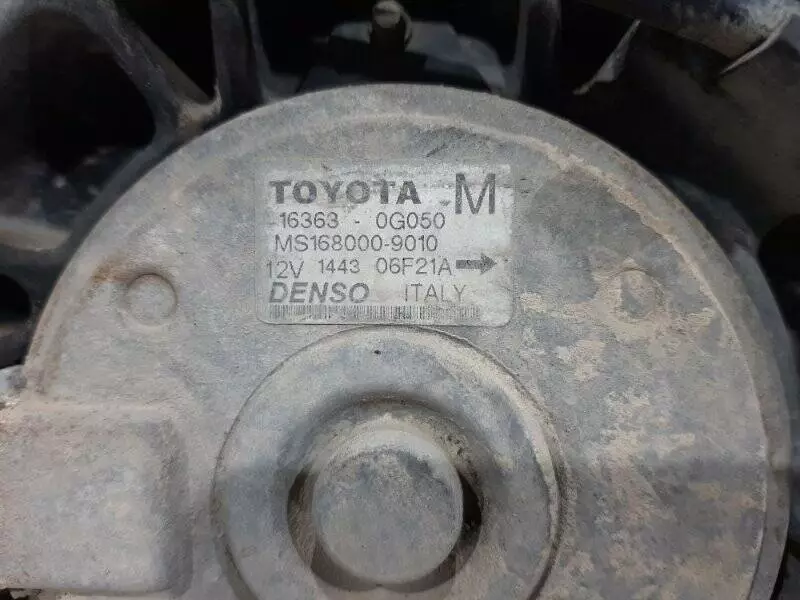 TOYOTA M
16363 - 0G050
MS168000-9010
12V 1443 06F21A
DENSO ITALY